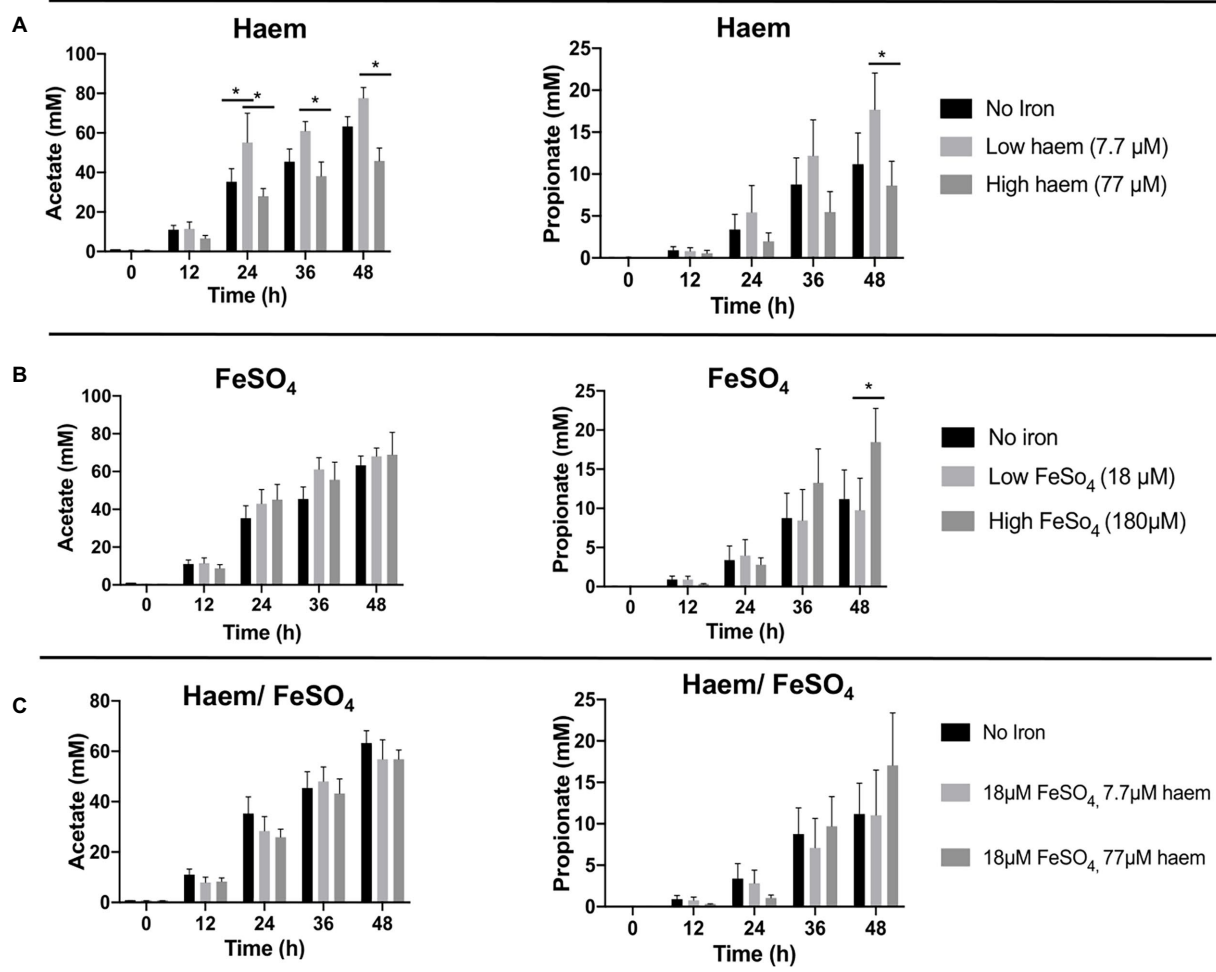 A
Haem
Acetate (mM)
100
80
60
40
20
0
* *
*
*
0 12 24 36 48
Time (h)
Haem
Propionate (mM)
25
20
15
10
5
0
*
0 12 24 36 48
Time (h)
No Iron
Low haem (7.7 µM)
High haem (77 µM)
B
FeSO4
Acetate (mM)
100
80
60
40
20
0
0 12 24 36 48
Time (h)
FeSO4
Propionate (mM)
25
20
15
10
5
0
*
0 12 24 36 48
Time (h)
No iron
Low FeSo4 (18 µM)
High FeSo4 (180µM)
C
Haem/ FeSO4
Acetate (mM)
80
60
40
20
0
0 12 24 36 48
Time (h)
Haem/ FeSO4
Propionate (mM)
25
20
15
10
5
0
0 12 24 36 48
Time (h)
No Iron
18µM FeSO4, 7.7µM haem
18µM FeSO4, 77µM haem